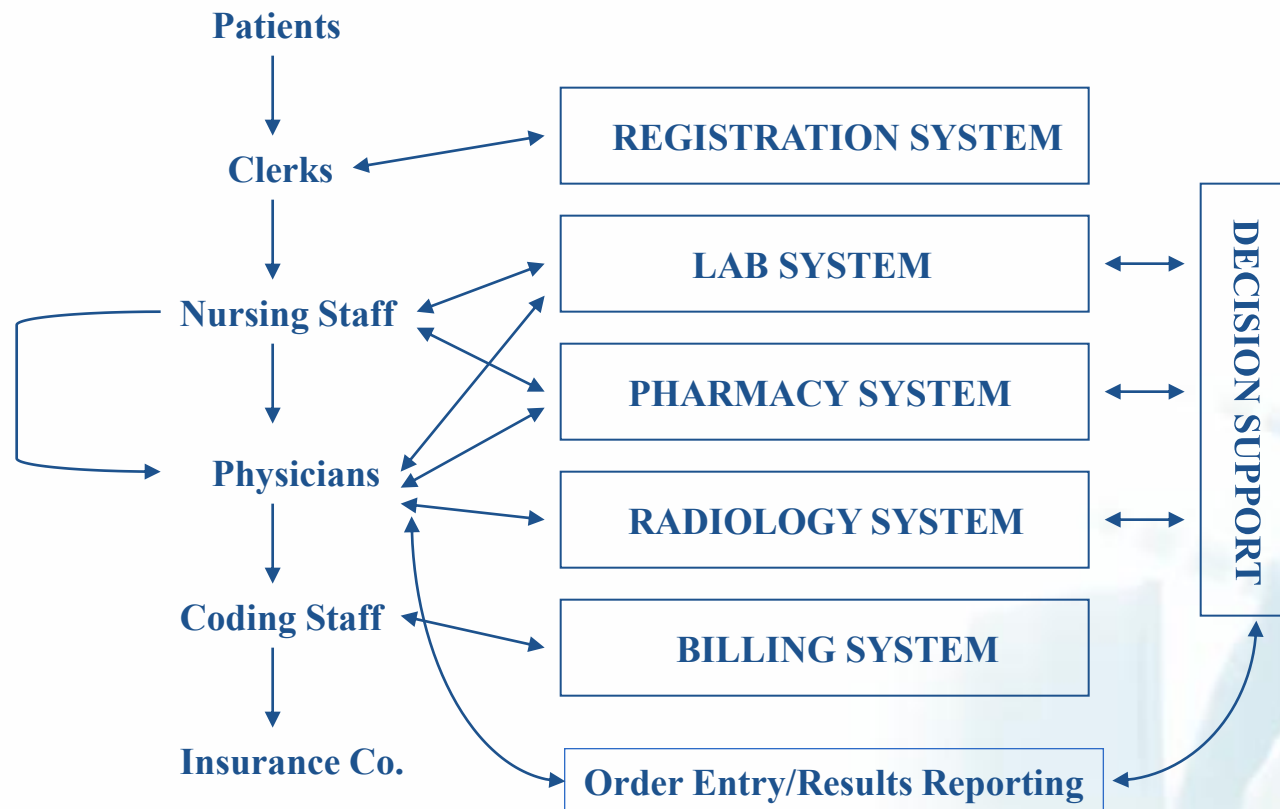 Patients
REGISTRATION SYSTEM
Clerks
LAB SYSTEM
Nursing Staff
PHARMACY SYSTEM
Physicians
RADIOLOGY SYSTEM
Coding Staff
BILLING SYSTEM
Insurance Co.
Order Entry/Results Reporting
DECISION SUPPORT